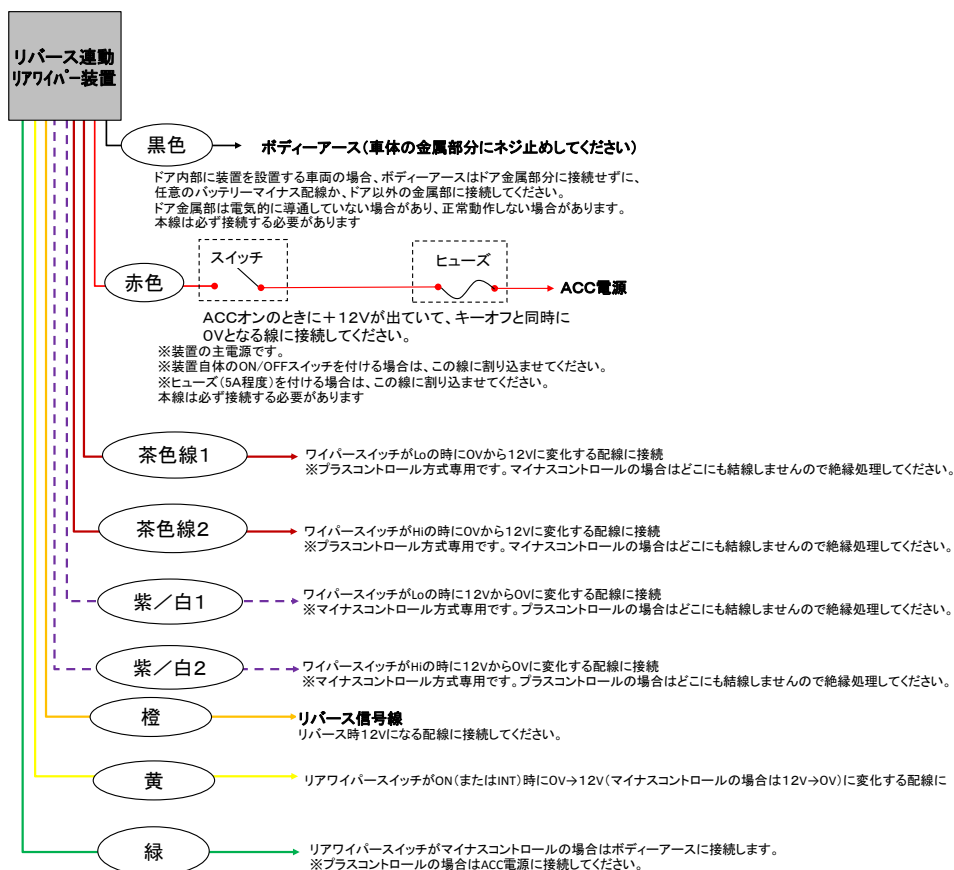 リバース連動
リアワイパー装置
黒色
ボディーアース(車体の金属部分にネジ止めしてください)
ドア内部に装置を設置する車両の場合、ボディーアースはドア金属部分に接続せずに、
任意のバッテリーマイナス配線か、ドア以外の金属部に接続してください。
ドア金属部は電気的に導通していない場合があり、正常動作しない場合があります。
本線は必ず接続する必要があります
赤色
スイッチ
ヒューズ
ACC電源
ACCオンのときに+12Vが出ていて、キーオフと同時に
0Vとなる線に接続してください。
※装置の主電源です。
※装置自体のON/OFFスイッチを付ける場合は、この線に割り込ませてください。
※ヒューズ(5A程度)を付ける場合は、この線に割り込ませてください。
本線は必ず接続する必要があります
茶色線1
ワイパースイッチがLoの時に0Vから12Vに変化する配線に接続
※プラスコントロール方式専用です。マイナスコントロールの場合はどこにも結線しませんので絶縁処理してください。
茶色線2
ワイパースイッチがHiの時に0Vから12Vに変化する配線に接続
※プラスコントロール方式専用です。マイナスコントロールの場合はどこにも結線しませんので絶縁処理してください。
紫/白1
ワイパースイッチがLoの時に12Vから0Vに変化する配線に接続
※マイナスコントロール方式専用です。プラスコントロールの場合はどこにも結線しませんので絶縁処理してください。
紫/白2
ワイパースイッチがHiの時に12Vから0Vに変化する配線に接続
※マイナスコントロール方式専用です。プラスコントロールの場合はどこにも結線しませんので絶縁処理してください。
橙
リバース信号線
リバース時12Vになる配線に接続してください。
黄
リアワイパースイッチがON(またはINT)時に0V→12V(マイナスコントロールの場合は12V→0V)に変化する配線に
緑
リアワイパースイッチがマイナスコントロールの場合はボディーアースに接続します。
※プラスコントロールの場合はACC電源に接続してください。